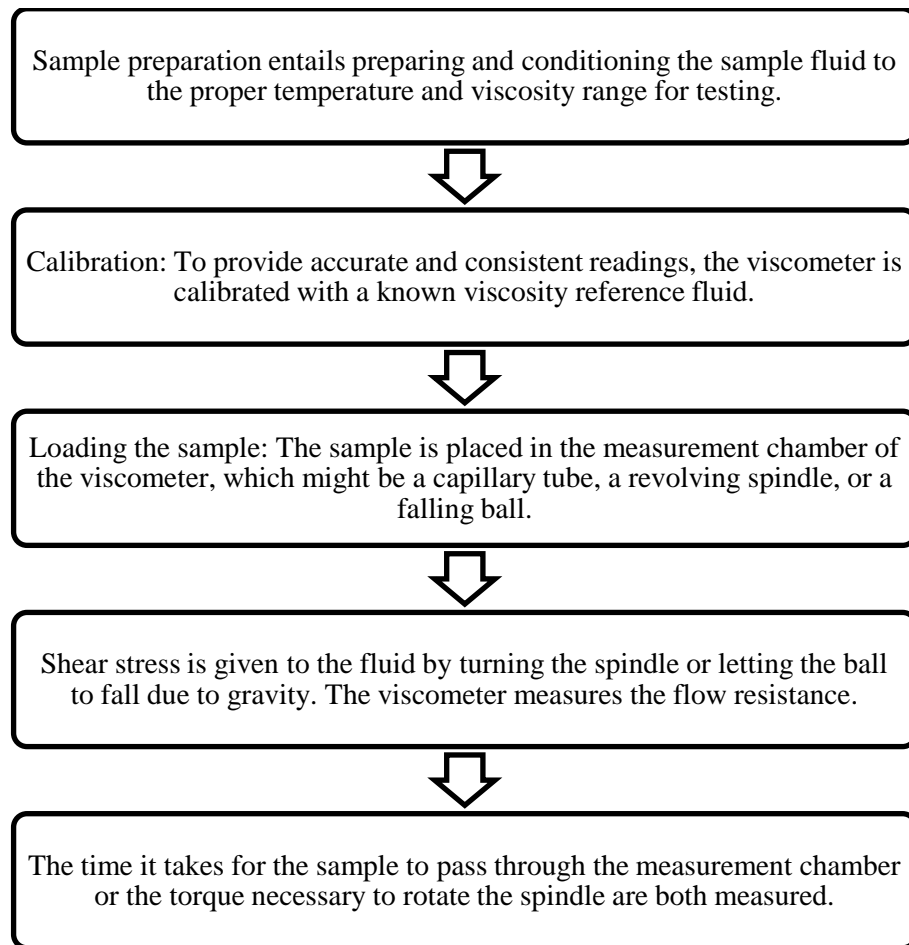 Sample preparation entails preparing and conditioning the sample fluid to
the proper temperature and viscosity range for testing.
Calibration: To provide accurate and consistent readings, the viscometer is
calibrated with a known viscosity reference fluid.
Loading the sample: The sample is placed in the measurement chamber of
the viscometer, which might be a capillary tube, a revolving spindle, or a
falling ball.
Shear stress is given to the fluid by turning the spindle or letting the ball
to fall due to gravity. The viscometer measures the flow resistance.
The time it takes for the sample to pass through the measurement chamber
or the torque necessary to rotate the spindle are both measured.